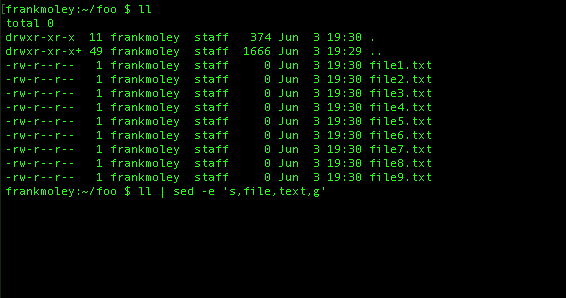 [frankmoley:~/foo $ ll
total 0
drwxr-xr-x  11 frankmoley  staff   374 Jun  3 19:30 .
drwxr-xr-x+ 49 frankmoley  staff  1666 Jun  3 19:29 ..
-rw-r--r--   1 frankmoley  staff     0 Jun  3 19:30 file1.txt
-rw-r--r--   1 frankmoley  staff     0 Jun  3 19:30 file2.txt
-rw-r--r--   1 frankmoley  staff     0 Jun  3 19:30 file3.txt
-rw-r--r--   1 frankmoley  staff     0 Jun  3 19:30 file4.txt
-rw-r--r--   1 frankmoley  staff     0 Jun  3 19:30 file5.txt
-rw-r--r--   1 frankmoley  staff     0 Jun  3 19:30 file6.txt
-rw-r--r--   1 frankmoley  staff     0 Jun  3 19:30 file7.txt
-rw-r--r--   1 frankmoley  staff     0 Jun  3 19:30 file8.txt
-rw-r--r--   1 frankmoley  staff     0 Jun  3 19:30 file9.txt
frankmoley:~/foo $ ll | sed -e 's,file,text,g'